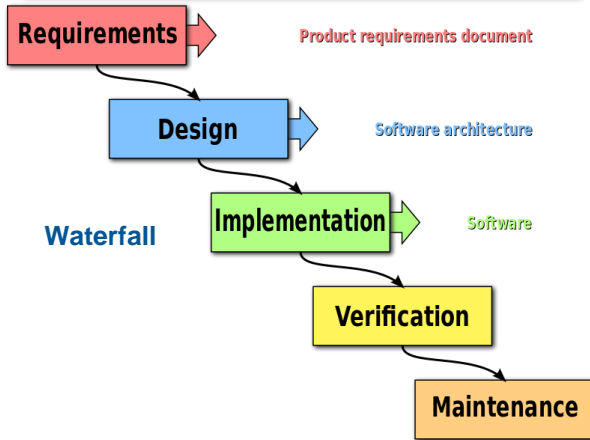 Requirements
Product requirements document
Design
Software architecture
Implementation
Software
Waterfall
Verification
Maintenance